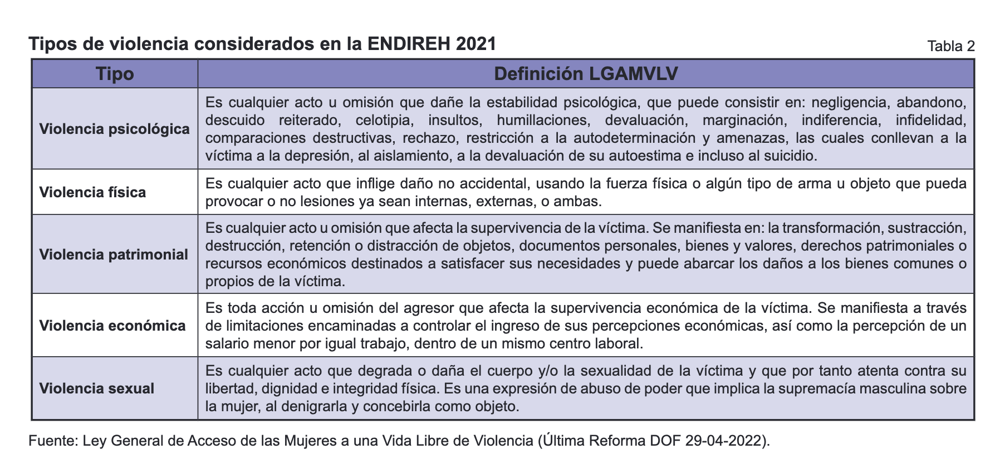 Tipos de violencia considerados en la ENDIREH 2021
Tabla 2
Tipo
Definición LGAMVLV
Violencia psicológica
Es cualquier acto u omisión que dañe la estabilidad psicológica, que puede consistir en: negligencia, abandono,
descuido reiterado, celotipia, insultos, humillaciones, devaluación, marginación, indiferencia, infidelidad,
comparaciones destructivas, rechazo, restricción a la autodeterminación y amenazas, las cuales conllevan a la
víctima a la depresión, al aislamiento, a la devaluación de su autoestima e incluso al suicidio.
Violencia física
Es cualquier acto que inflige daño no accidental, usando la fuerza física o algún tipo de arma u objeto que pueda
provocar o no lesiones ya sean internas, externas, o ambas.
Violencia patrimonial
Es cualquier acto u omisión que afecta la supervivencia de la víctima. Se manifiesta en: la transformación, sustracción,
destrucción, retención o distracción de objetos, documentos personales, bienes y valores, derechos patrimoniales o
recursos económicos destinados a satisfacer sus necesidades y puede abarcar los daños a los bienes comunes o
propios de la víctima.
Violencia económica
Es toda acción u omisión del agresor que afecta la supervivencia económica de la víctima. Se manifiesta a través
de limitaciones encaminadas a controlar el ingreso de sus percepciones económicas, así como la percepción de un
salario menor por igual trabajo, dentro de un mismo centro laboral.
Violencia sexual
Es cualquier acto que degrada o daña el cuerpo y/o la sexualidad de la víctima y que por tanto atenta contra su
libertad, dignidad e integridad física. Es una expresión de abuso de poder que implica la supremacía masculina sobre
la mujer, al denigrarla y concebirla como objeto.
Fuente: Ley General de Acceso de las Mujeres a una Vida Libre de Violencia (Última Reforma DOF 29-04-2022).